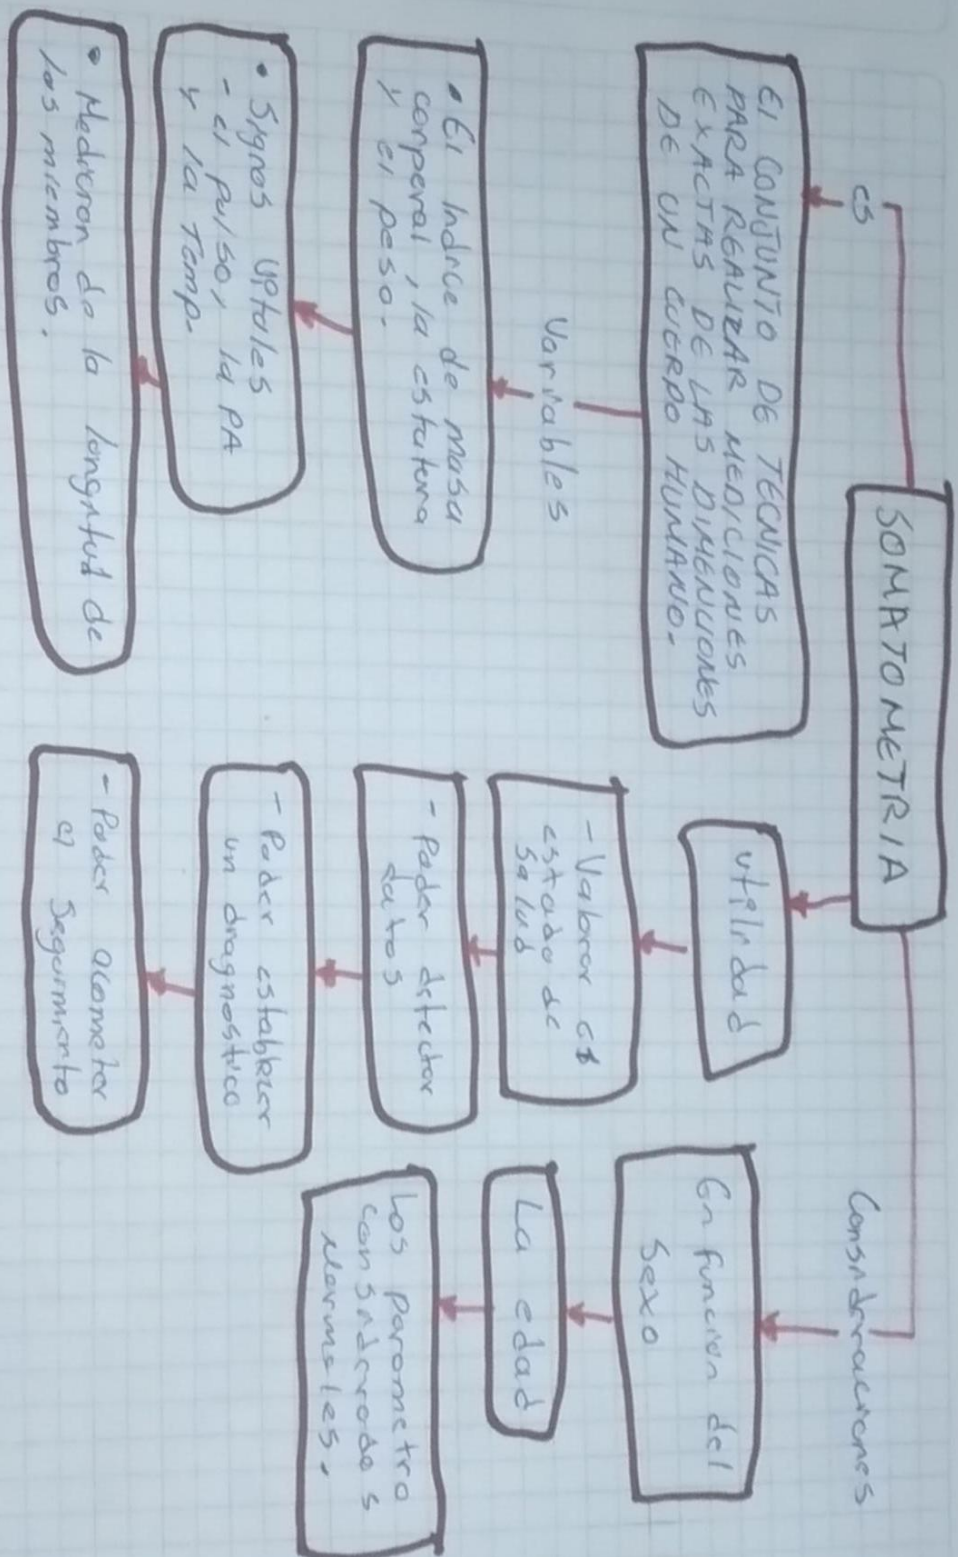 SOMATOMETRIA
es
El CONJUNTO DE TECNICAS
PARA REALIZAR MEDICIONES
EXACTAS DE LAS DIMENCIONES
DE UN CUERPO HUMANO.
Variables
• El Indice de masa
corporal, la estatura
y el peso.
• Signos Vitales
- el pulso, la PA
y la Temp.
• Medicion de la longitud de
los miembros.
utilidad
- Valorar el
estado de
salud
- Poder detectar
datos
- Poder establecer
un diagnostico
- Poder acometer
el seguimiento
Consideraciones
En funcion del
Sexo
La edad
Los parametro
considerados
Normales.